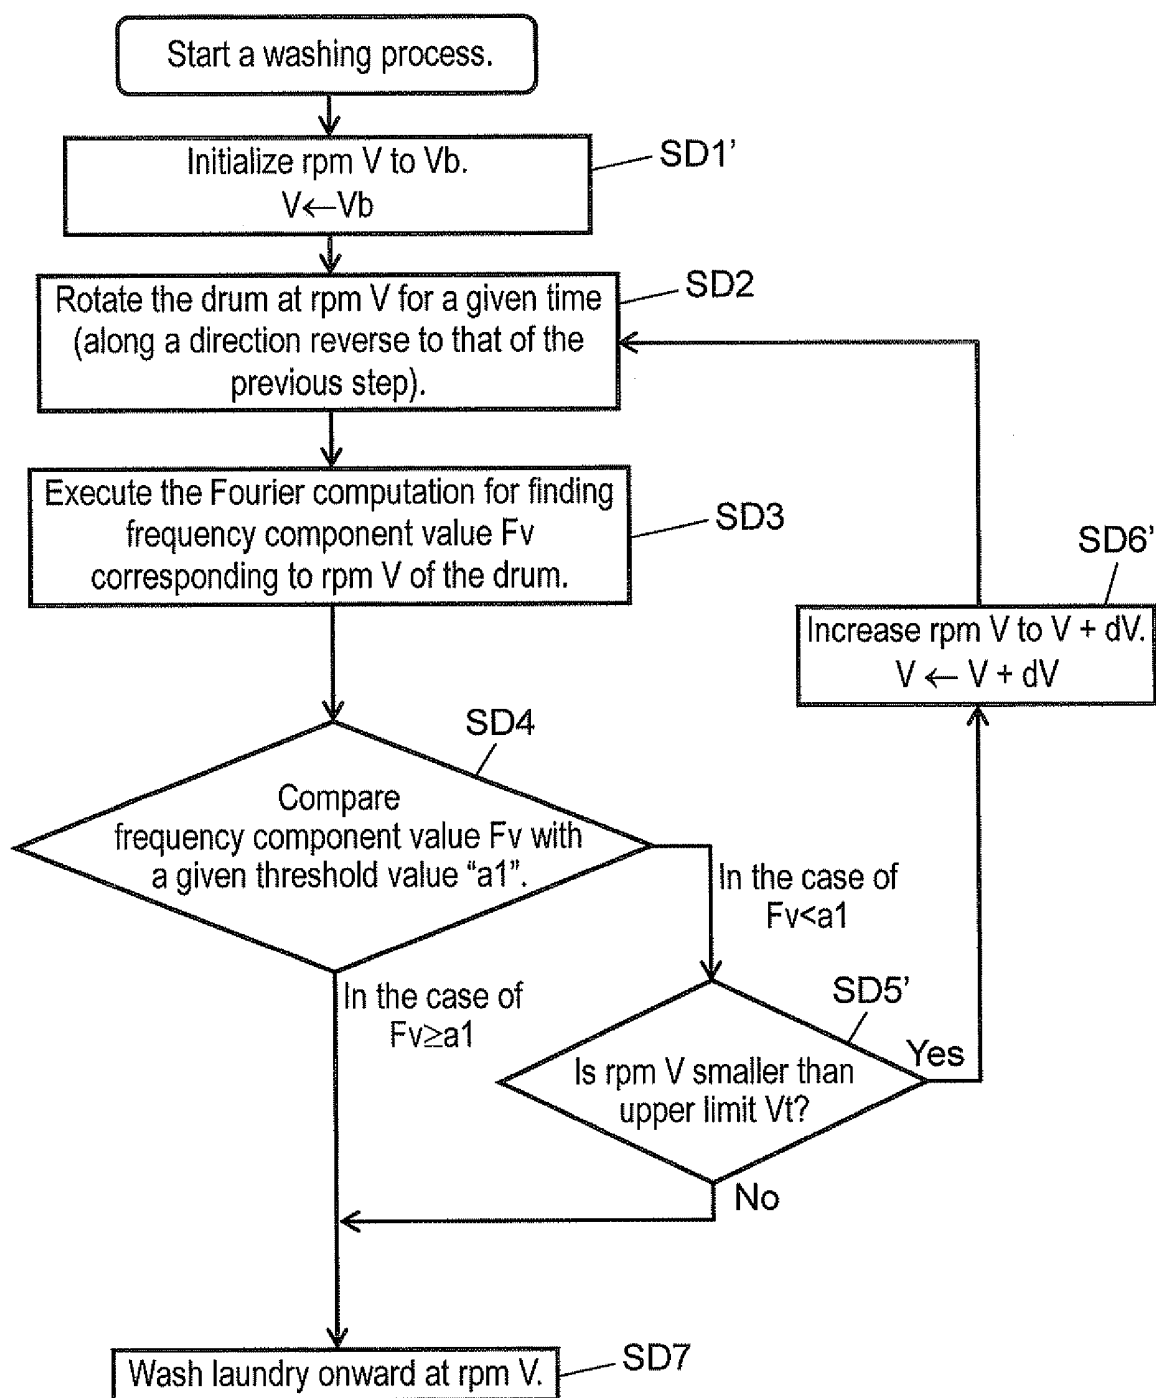 Start a washing process.
Initialize rpm V to Vb.
V←Vb
SD1’
Rotate the drum at rpm V for a given time
(along a direction reverse to that of the
previous step).
SD2
Execute the Fourier computation for finding
frequency component value Fv
corresponding to rpm V of the drum.
SD3
SD6’
Increase rpm V to V + dV.
V ← V + dV
SD4
Compare
frequency component value Fv with
a given threshold value “a1”.
In the case of
Fv<a1
In the case of
Fv≥a1
SD5’
Yes
Is rpm V smaller than
upper limit Vt?
No
Wash laundry onward at rpm V.
SD7